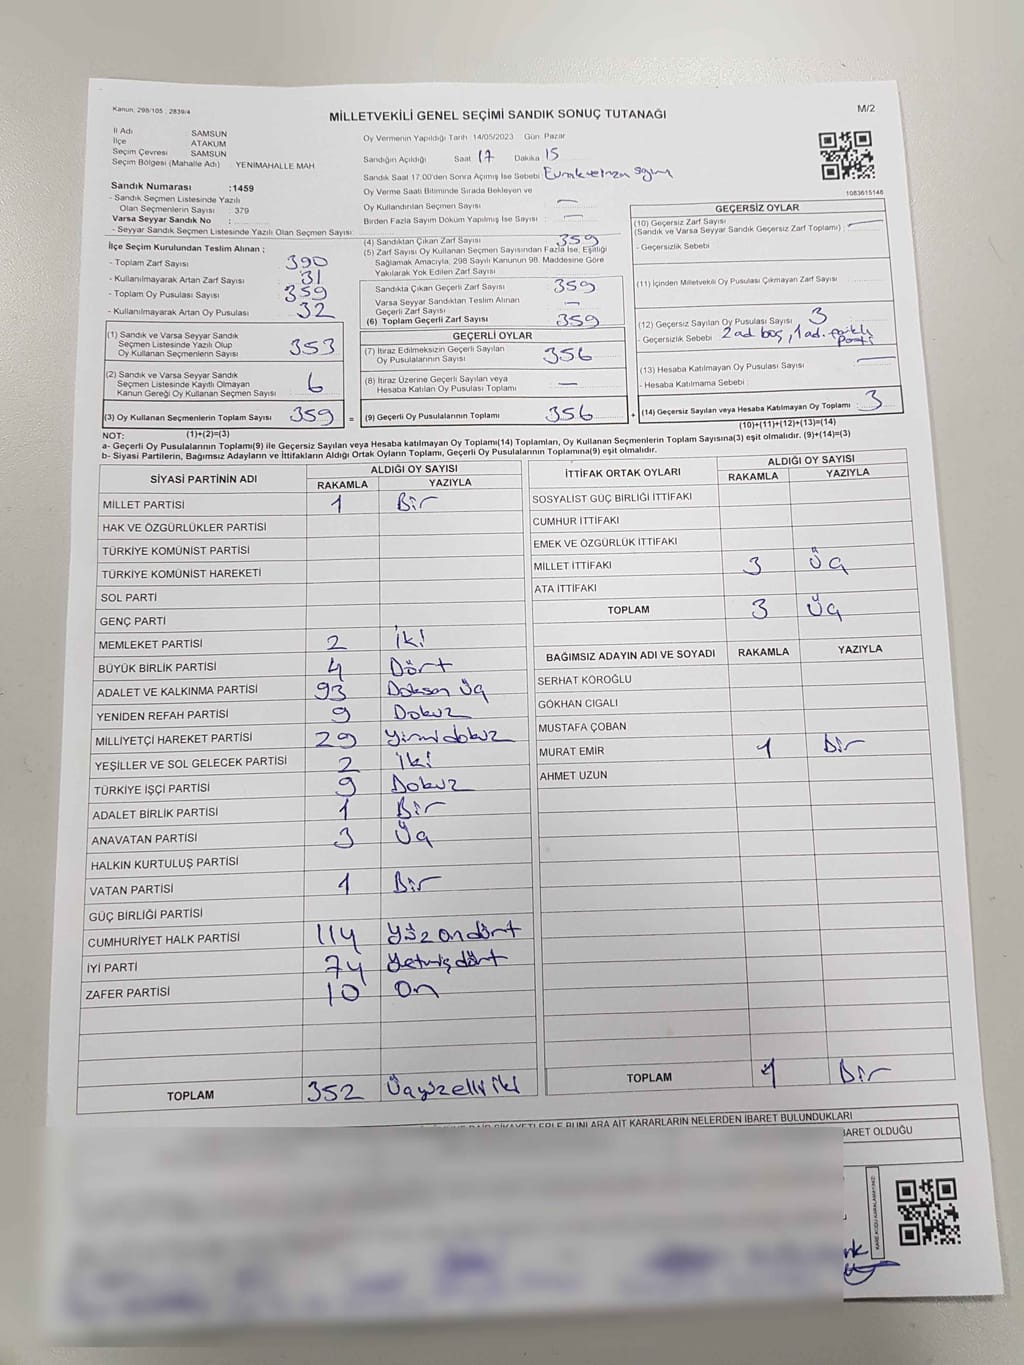 Kanun, 298/105 ; 2839/4
MİLLETVEKİLİ GENEL SEÇİMİ SANDIK SONUÇ TUTANAĞI
M/2
İl Adı SAMSUN
İlçe ATAKUM
Seçim Çevresi SAMSUN
Seçim Bölgesi (Mahalle Adı) YENİMAHALLE MAH
Sandık Numarası :1459
- Sandık Seçmen Listesinde Yazılı
Olan Seçmenlerin Sayısı : 379
Varsa Seyyar Sandık No :
- Seyyar Sandık Seçmen Listesinde Yazılı Olan Seçmen Sayısı :
İlçe Seçim Kurulundan Teslim Alınan ;
- Toplam Zarf Sayısı 390
- Kullanılmayarak Artan Zarf Sayısı 31
- Toplam Oy Pusulası Sayısı 359
- Kullanılmayarak Artan Oy Pusulası 32
(1) Sandık ve Varsa Seyyar Sandık
Seçmen Listesinde Yazılı Olup
Oy Kullanan Seçmenlerin Sayısı 353
(2) Sandık ve Varsa Seyyar Sandık
Seçmen Listesinde Kayıtlı Olmayan
Kanun Gereği Oy Kullanan Seçmen Sayısı 6
(3) Oy Kullanan Seçmenlerin Toplam Sayısı 359 =
Oy Vermenin Yapıldığı Tarih :14/05/2023 Gün: Pazar
Sandığın Açıldığı Saat 17 Dakika 15
Sandık Saat 17:00'den Sonra Açımış İse Sebebi Evrak ve imza sayım
Oy Verme Saati Bitiminde Sırada Bekleyen ve
Oy Kullandırılan Seçmen Sayısı —
Birden Fazla Sayım Döküm Yapılmış İse Sayısı : —
(4) Sandıktan Çıkan Zarf Sayısı 359
(5) Zarf Sayısı Oy Kullanan Seçmen Sayısından Fazla İse, Eşitliği
Sağlamak Amacıyla, 298 Sayılı Kanunun 98. Maddesine Göre
Yakılarak Yok Edilen Zarf Sayısı
Sandıkta Çıkan Geçerli Zarf Sayısı 359
Varsa Seyyar Sandıktan Teslim Alınan
Geçerli Zarf Sayısı —
(6) Toplam Geçerli Zarf Sayısı 359
GEÇERLİ OYLAR
(7) İtiraz Edilmeksizin Geçerli Sayılan
Oy Pusulalarının Sayısı 356
(8) İtiraz Üzerine Geçerli Sayılan veya
Hesaba Katılan Oy Pusulası Toplamı —
(9) Geçerli Oy Pusulalarının Toplamı 356 +
1083615146
GEÇERSİZ OYLAR
(10) Geçersiz Zarf Sayısı
(Sandık ve Varsa Seyyar Sandık Geçersiz Zarf Toplamı) : —
- Geçersizlik Sebebi
(11) İçinden Milletvekili Oy Pusulası Çıkmayan Zarf Sayısı
(12) Geçersiz Sayılan Oy Pusulası Sayısı 3
- Geçersizlik Sebebi 2 ad boş, 1 ad. farklı
parti
(13) Hesaba Katılmayan Oy Pusulası Sayısı —
- Hesaba Katılmama Sebebi
(14) Geçersiz Sayılan veya Hesaba Katılmayan Oy Toplamı 3
(10)+(11)+(12)+(13)=(14)
NOT: (1)+(2)=(3)
a- Geçerli Oy Pusulalarının Toplamı(9) ile Geçersiz Sayılan veya Hesaba katılmayan Oy Toplamı(14) Toplamları, Oy Kullanan Seçmenlerin Toplam Sayısına(3) eşit olmalıdır. (9)+(14)=(3)
b- Siyasi Partilerin, Bağımsız Adayların ve İttifakların Aldığı Ortak Oyların Toplamı, Geçerli Oy Pusulalarının Toplamına(9) eşit olmalıdır.
SİYASİ PARTİNİN ADI ALDIĞI OY SAYISI
RAKAMLA YAZIYLA
MİLLET PARTİSİ 1 Bir
HAK VE ÖZGÜRLÜKLER PARTİSİ
TÜRKİYE KOMÜNİST PARTİSİ
TÜRKİYE KOMÜNİST HAREKETİ
SOL PARTİ
GENÇ PARTİ
MEMLEKET PARTİSİ 2 İki
BÜYÜK BİRLİK PARTİSİ 4 Dört
ADALET VE KALKINMA PARTİSİ 93 Doksan üç
YENİDEN REFAH PARTİSİ 9 Dokuz
MİLLİYETÇİ HAREKET PARTİSİ 29 Yirmidokuz
YEŞİLLER VE SOL GELECEK PARTİSİ 2 İki
TÜRKİYE İŞÇİ PARTİSİ 9 Dokuz
ADALET BİRLİK PARTİSİ 1 Bir
ANAVATAN PARTİSİ 3 Üç
HALKIN KURTULUŞ PARTİSİ
VATAN PARTİSİ 1 Bir
GÜÇ BİRLİĞİ PARTİSİ
CUMHURİYET HALK PARTİSİ 114 Yüz on dört
İYİ PARTİ 74 Yetmiş dört
ZAFER PARTİSİ 10 On
TOPLAM 352 Üçyüzelli iki
İTTİFAK ORTAK OYLARI ALDIĞI OY SAYISI
RAKAMLA YAZIYLA
SOSYALİST GÜÇ BİRLİĞİ İTTİFAKI
CUMHUR İTTİFAKI
EMEK VE ÖZGÜRLÜK İTTİFAKI
MİLLET İTTİFAKI 3 Üç
ATA İTTİFAKI
TOPLAM 3 Üç
BAĞIMSIZ ADAYIN ADI VE SOYADI RAKAMLA YAZIYLA
SERHAT KÖROĞLU
GÖKHAN CIGALI
MUSTAFA ÇOBAN
MURAT EMİR 1 Bir
AHMET UZUN
TOPLAM 1 Bir
BUNLARA AİT KARARLARIN NELERDEN İBARET BULUNDUKLARI
BARET OLDUĞU
KARE KODU KARALAMAYINIZ